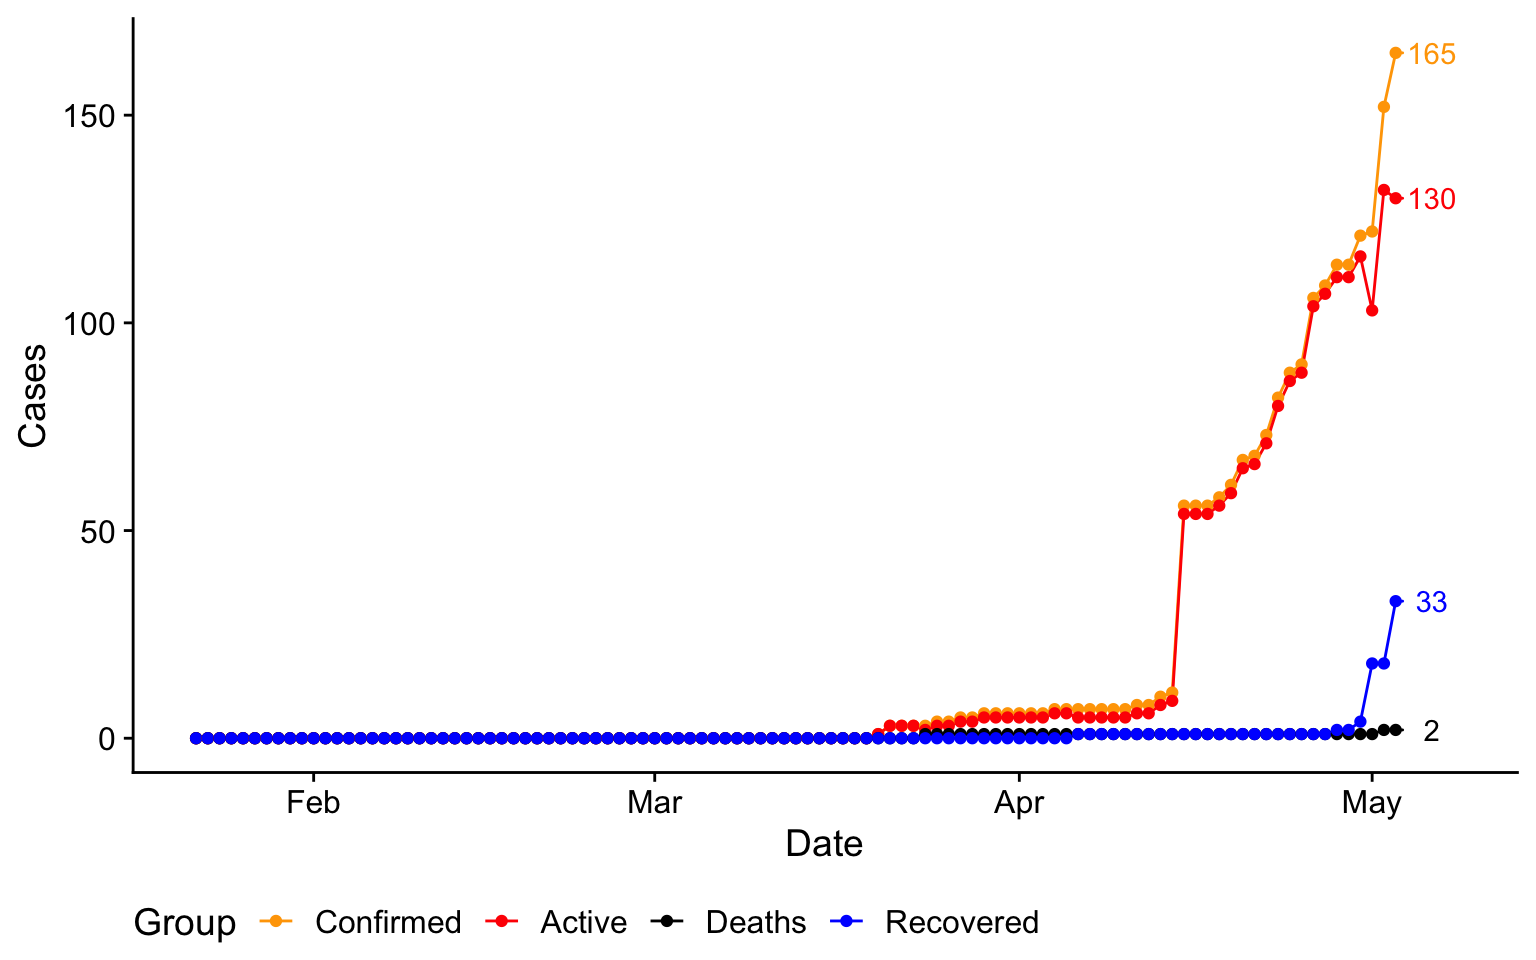 165
150
130
100
Cases
50
33
2
0
Feb Mar Apr May
Date
Group Confirmed Active Deaths Recovered